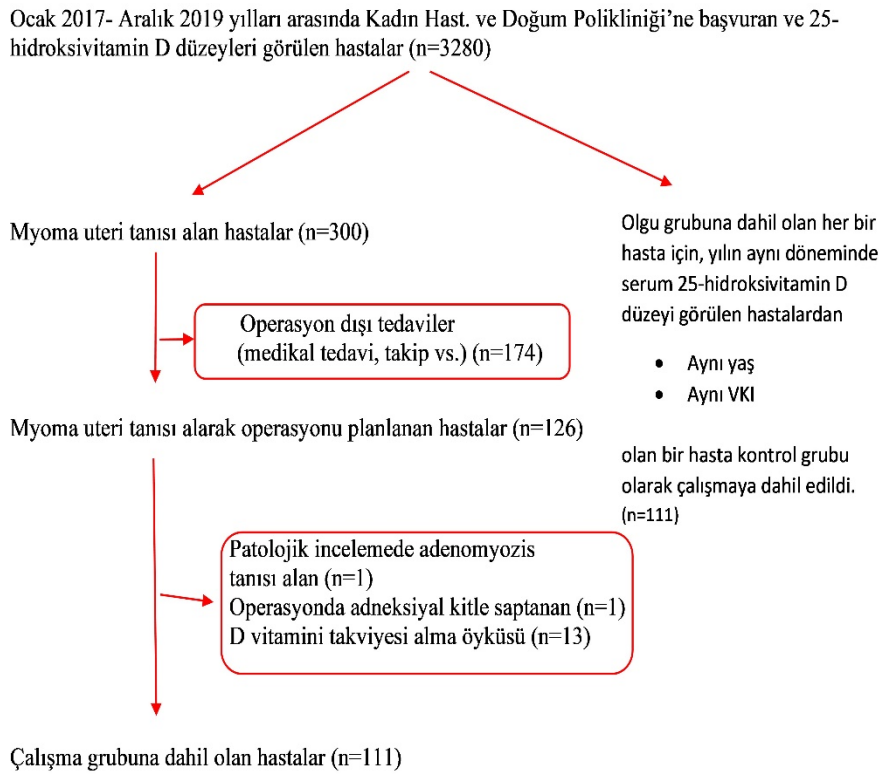 Ocak 2017- Aralık 2019 yılları arasında Kadın Hast. ve Doğum Polikliniği’ne başvuran ve 25-
hidroksivitamin D düzeyleri görülen hastalar (n=3280)
Myoma uteri tanısı alan hastalar (n=300)
Operasyon dışı tedaviler
(medikal tedavi, takip vs.) (n=174)
Myoma uteri tanısı alarak operasyonu planlanan hastalar (n=126)
Patolojik incelemede adenomyozis
tanısı alan (n=1)
Operasyonda adneksiyal kitle saptanan (n=1)
D vitamini takviyesi alma öyküsü (n=13)
Çalışma grubuna dahil olan hastalar (n=111)
Olgu grubuna dahil olan her bir
hasta için, yılın aynı döneminde
serum 25-hidroksivitamin D
düzeyi görülen hastalardan
• Aynı yaş
• Aynı VKI
olan bir hasta kontrol grubu
olarak çalışmaya dahil edildi.
(n=111)